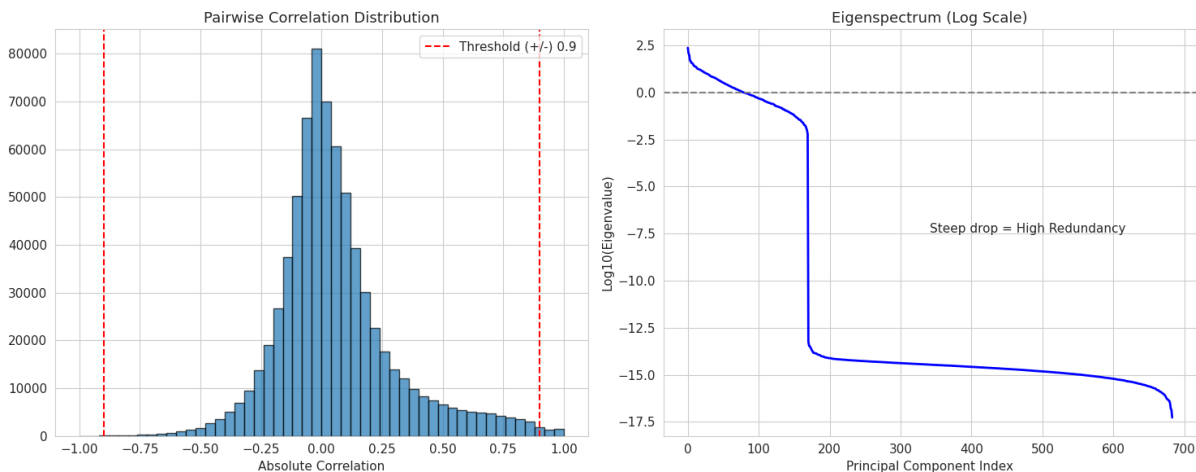 Pairwise Correlation Distribution
Threshold (+/-) 0.9
80000
70000
60000
50000
40000
30000
20000
10000
0
−1.00 −0.75 −0.50 −0.25 0.00 0.25 0.50 0.75 1.00
Absolute Correlation
Eigenspectrum (Log Scale)
Log10(Eigenvalue)
2.5
0.0
−2.5
−5.0
−7.5
−10.0
−12.5
−15.0
−17.5
Steep drop = High Redundancy
0 100 200 300 400 500 600 700
Principal Component Index